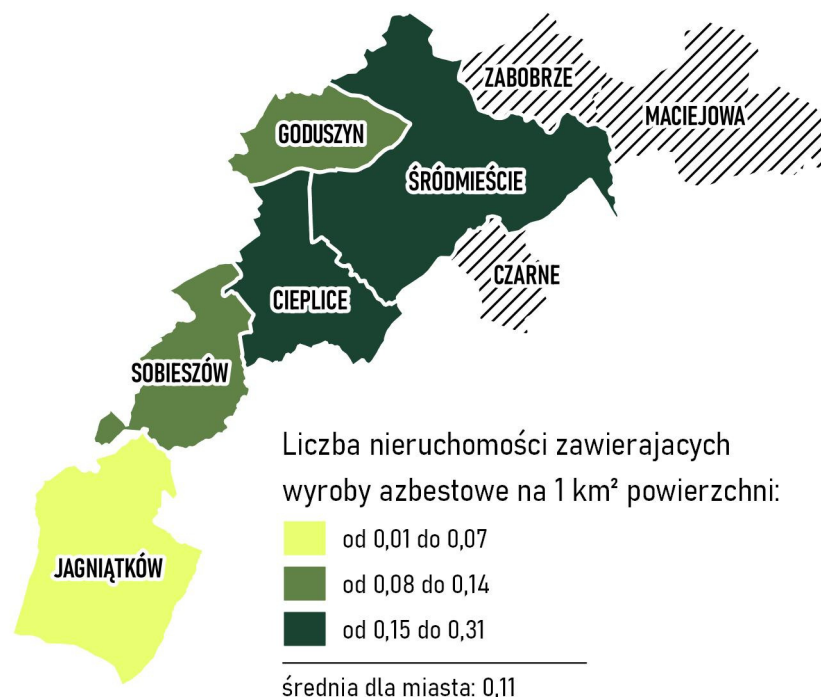 ZABOBRZE
MACIEJOWA
GODUSZYN
ŚRÓDMIEŚCIE
CZARNE
CIEPLICE
SOBIESZÓW
JAGNIĄTKÓW
Liczba nieruchomości zawierajacych
wyroby azbestowe na 1 km² powierzchni:
od 0,01 do 0,07
od 0,08 do 0,14
od 0,15 do 0,31
średnia dla miasta: 0,11